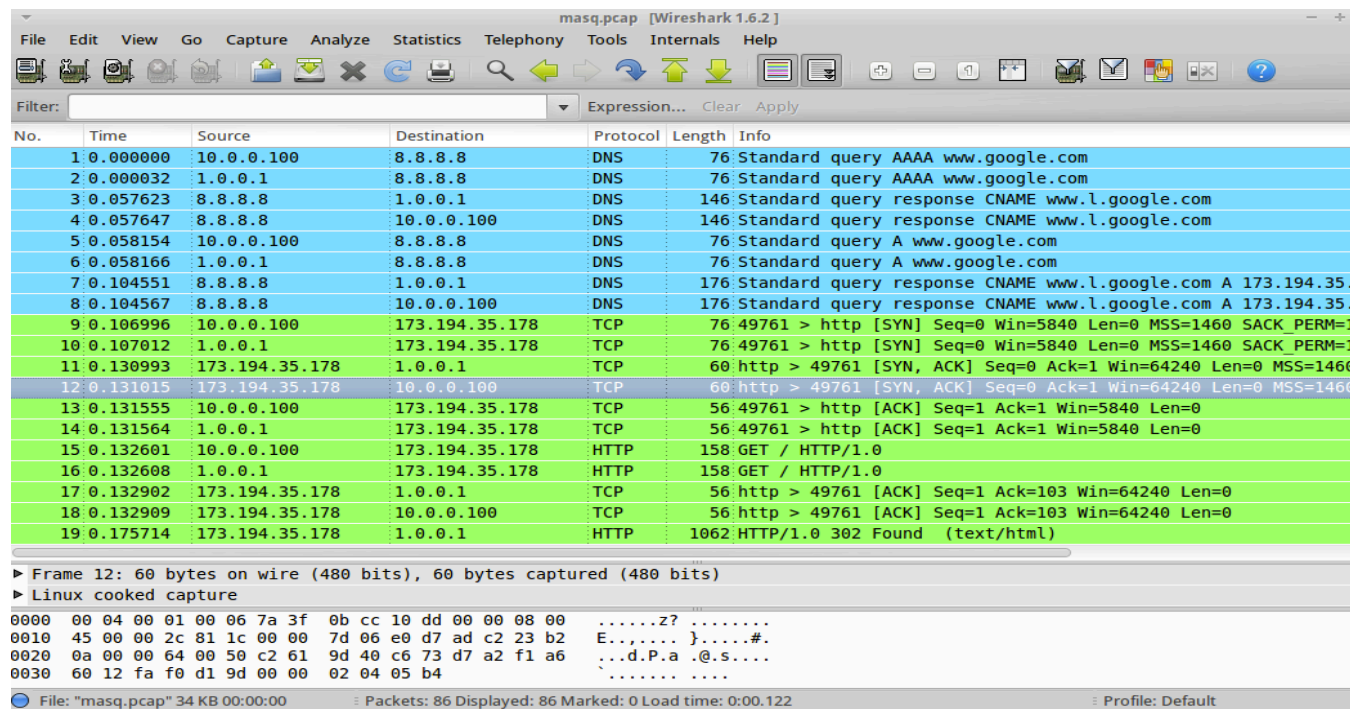 masq.pcap [Wireshark 1.6.2 ]
File Edit View Go Capture Analyze Statistics Telephony Tools Internals Help
Filter: Expression... Clear Apply
No. Time Source Destination Protocol Length Info
1 0.000000 10.0.0.100 8.8.8.8 DNS 76 Standard query AAAA www.google.com
2 0.000032 1.0.0.1 8.8.8.8 DNS 76 Standard query AAAA www.google.com
3 0.057623 8.8.8.8 1.0.0.1 DNS 146 Standard query response CNAME www.l.google.com
4 0.057647 8.8.8.8 10.0.0.100 DNS 146 Standard query response CNAME www.l.google.com
5 0.058154 10.0.0.100 8.8.8.8 DNS 76 Standard query A www.google.com
6 0.058166 1.0.0.1 8.8.8.8 DNS 76 Standard query A www.google.com
7 0.104551 8.8.8.8 1.0.0.1 DNS 176 Standard query response CNAME www.l.google.com A 173.194.35.
8 0.104567 8.8.8.8 10.0.0.100 DNS 176 Standard query response CNAME www.l.google.com A 173.194.35.
9 0.106996 10.0.0.100 173.194.35.178 TCP 76 49761 > http [SYN] Seq=0 Win=5840 Len=0 MSS=1460 SACK_PERM=1
10 0.107012 1.0.0.1 173.194.35.178 TCP 76 49761 > http [SYN] Seq=0 Win=5840 Len=0 MSS=1460 SACK_PERM=1
11 0.130993 173.194.35.178 1.0.0.1 TCP 60 http > 49761 [SYN, ACK] Seq=0 Ack=1 Win=64240 Len=0 MSS=1460
12 0.131015 173.194.35.178 10.0.0.100 TCP 60 http > 49761 [SYN, ACK] Seq=0 Ack=1 Win=64240 Len=0 MSS=1460
13 0.131555 10.0.0.100 173.194.35.178 TCP 56 49761 > http [ACK] Seq=1 Ack=1 Win=5840 Len=0
14 0.131564 1.0.0.1 173.194.35.178 TCP 56 49761 > http [ACK] Seq=1 Ack=1 Win=5840 Len=0
15 0.132601 10.0.0.100 173.194.35.178 HTTP 158 GET / HTTP/1.0
16 0.132608 1.0.0.1 173.194.35.178 HTTP 158 GET / HTTP/1.0
17 0.132902 173.194.35.178 1.0.0.1 TCP 56 http > 49761 [ACK] Seq=1 Ack=103 Win=64240 Len=0
18 0.132909 173.194.35.178 10.0.0.100 TCP 56 http > 49761 [ACK] Seq=1 Ack=103 Win=64240 Len=0
19 0.175714 173.194.35.178 1.0.0.1 HTTP 1062 HTTP/1.0 302 Found (text/html)
Frame 12: 60 bytes on wire (480 bits), 60 bytes captured (480 bits)
Linux cooked capture
0000 00 04 00 01 00 06 7a 3f 0b cc 10 dd 00 00 08 00 ......z? ........
0010 45 00 00 2c 81 1c 00 00 7d 06 e0 d7 ad c2 23 b2 E..,.... }.....#.
0020 0a 00 00 64 00 50 c2 61 9d 40 c6 73 d7 a2 f1 a6 ...d.P.a .@.s....
0030 60 12 fa f0 d1 9d 00 00 02 04 05 b4 `....... ....
File: "masq.pcap" 34 KB 00:00:00 Packets: 86 Displayed: 86 Marked: 0 Load time: 0:00.122 Profile: Default